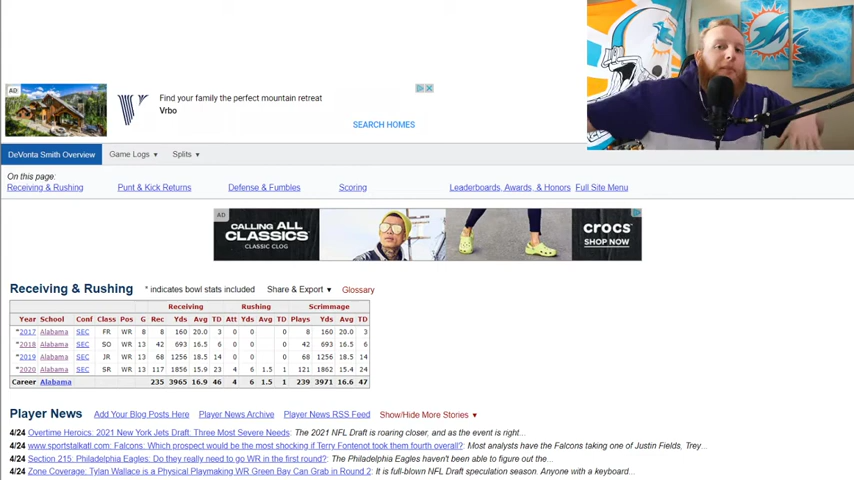 AD
Find your family the perfect mountain retreat
Vrbo
SEARCH HOMES
DeVonta Smith Overview Game Logs ▼ Splits ▼
On this page:
Receiving & Rushing Punt & Kick Returns Defense & Fumbles Scoring Leaderboards, Awards, & Honors Full Site Menu
AD
CALLING ALL
CLASSICS
CLASSIC CLOG
crocs™
SHOP NOW
Receiving & Rushing * indicates bowl stats included Share & Export ▼ Glossary
Receiving Rushing Scrimmage
Year School Conf Class Pos G Rec Yds Avg TD Att Yds Avg TD Plays Yds Avg TD
*2017 Alabama SEC FR WR 8 8 160 20.0 3 0 0 0 8 160 20.0 3
*2018 Alabama SEC SO WR 13 42 693 16.5 6 0 0 0 42 693 16.5 6
*2019 Alabama SEC JR WR 13 68 1256 18.5 14 0 0 0 68 1256 18.5 14
*2020 Alabama SEC SR WR 13 117 1856 15.9 23 4 6 1.5 1 121 1862 15.4 24
Career Alabama 235 3965 16.9 46 4 6 1.5 1 239 3971 16.6 47
Player News Add Your Blog Posts Here Player News Archive Player News RSS Feed Show/Hide More Stories ▼
4/24 Overtime Heroics: 2021 New York Jets Draft: Three Most Severe Needs: The 2021 NFL Draft is roaring closer, and as the event is right...
4/24 www.sportstalkatl.com: Falcons: Which prospect would be the most shocking if Terry Fontenot took them fourth overall?: Most analysts have the Falcons taking one of Justin Fields, Trey...
4/24 Section 215: Philadelphia Eagles: Do they really need to go WR in the first round?: The Philadelphia Eagles haven't been able to figure out the...
4/24 Zone Coverage: Tylan Wallace is a Physical Playmaking WR Green Bay Can Grab in Round 2: It is full-blown NFL Draft speculation season. Anyone with a keyboard...